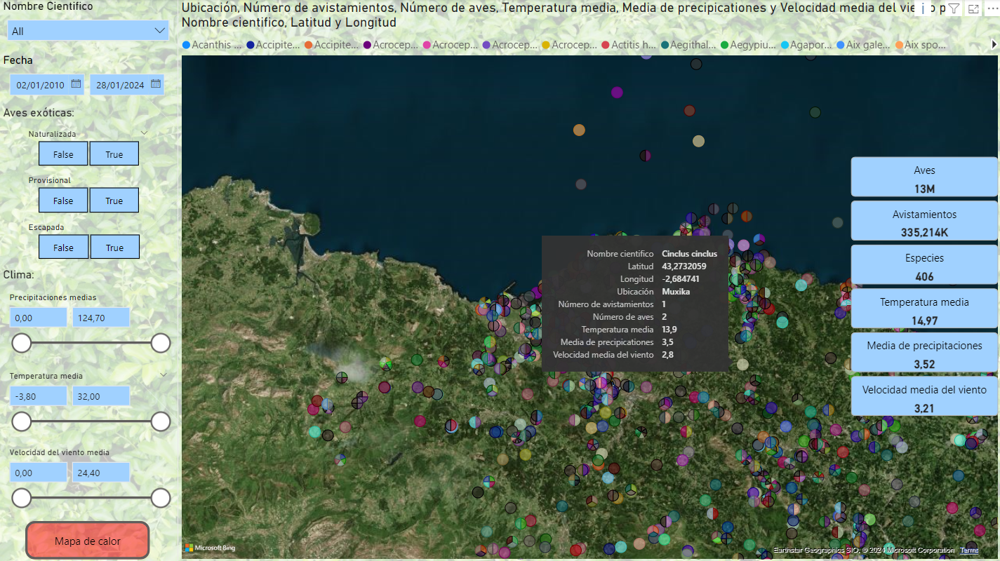 Nombre Cientifico
All
Fecha
02/01/2010
28/01/2024
Aves exóticas:
Naturalizada
False
True
Provisional
False
True
Escapada
False
True
Clima:
Precipitaciones medias
0,00
124,70
Temperatura media
-3,80
32,00
Velocidad del viento media
0,00
24,40
Mapa de calor
Ubicación, Número de avistamientos, Número de aves, Temperatura media, Media de precipicationes y Velocidad media del viento p
Nombre cientifico, Latitud y Longitud
Acanthis ...
Accipite...
Accipite...
Acrocep...
Acrocep...
Acrocep...
Acrocep...
Actitis h...
Aegithal...
Aegypiu...
Agapor...
Aix gale...
Aix spo...
Nombre científico Cinclus cinclus
Latitud 43,2732059
Longitud -2,684741
Ubicación Muxika
Número de avistamientos 1
Número de aves 2
Temperatura media 13,9
Media de precipicationes 3,5
Velocidad media del viento 2,8
Aves
13M
Avistamientos
335,214K
Especies
406
Temperatura media
14,97
Media de precipitaciones
3,52
Velocidad media del viento
3,21
Microsoft Bing
Earthstar Geographics SIO, © 2024 Microsoft Corporation Terms